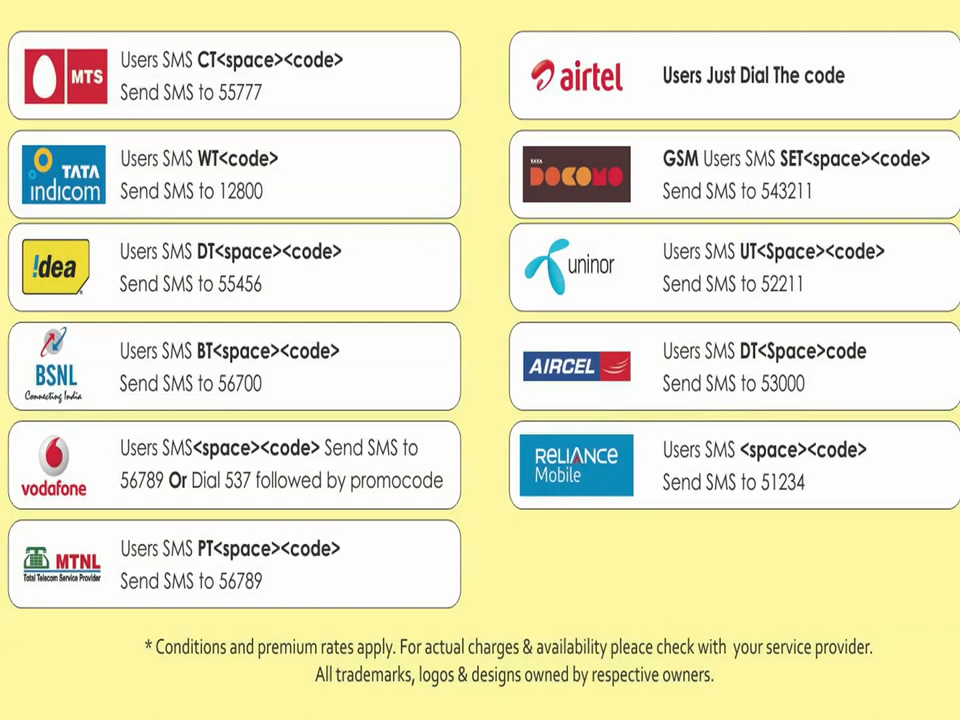 MTS
Users SMS CT<space><code>
Send SMS to 55777
airtel
Users Just Dial The code
TATA
indicom
Users SMS WT<code>
Send SMS to 12800
TATA
DOCOMO
GSM Users SMS SET<space><code>
Send SMS to 543211
!dea
Users SMS DT<space><code>
Send SMS to 55456
uninor
Users SMS UT<Space><code>
Send SMS to 52211
BSNL
Connecting India
Users SMS BT<space><code>
Send SMS to 56700
AIRCEL
Users SMS DT<Space>code
Send SMS to 53000
vodafone
Users SMS<space><code> Send SMS to
56789 Or Dial 537 followed by promocode
RELIANCE
Mobile
Users SMS <space><code>
Send SMS to 51234
MTNL
Total Telecom Service Provider
Users SMS PT<space><code>
Send SMS to 56789
* Conditions and premium rates apply. For actual charges & availability pleace check with your service provider.
All trademarks, logos & designs owned by respective owners.